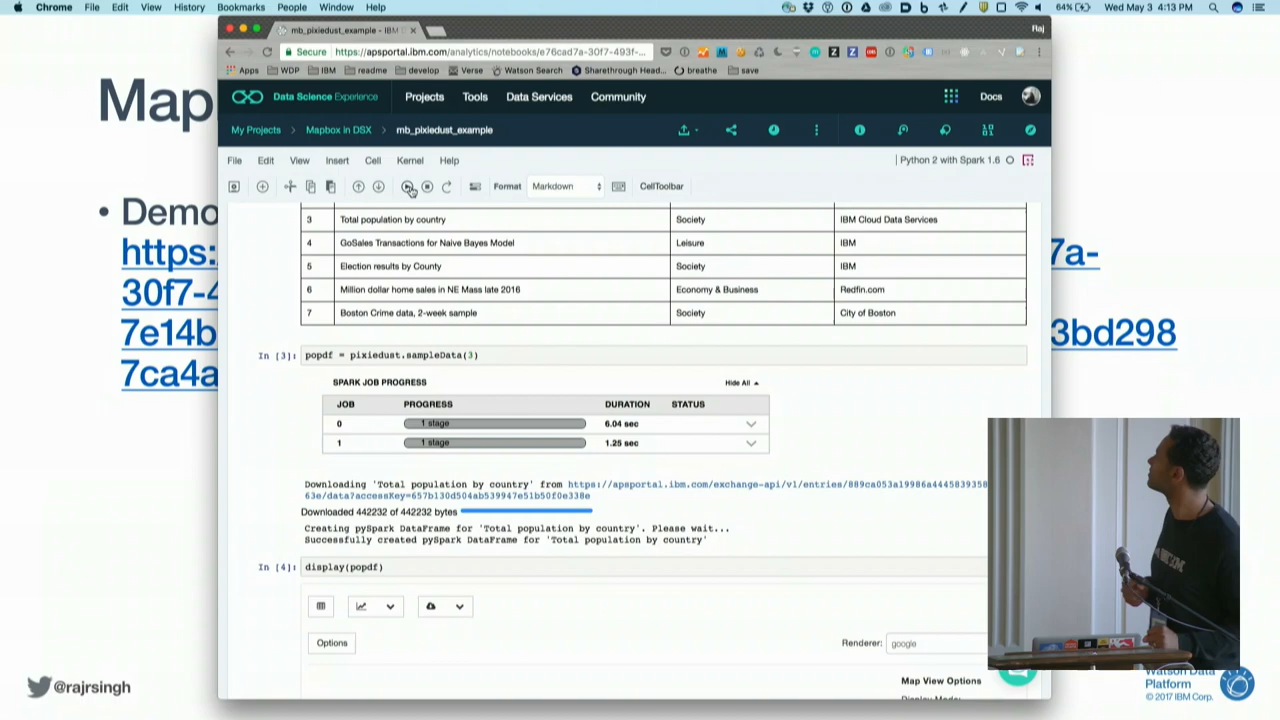 Chrome File Edit View History Bookmarks People Window Help 64% Wed May 3 4:13 PM
mb_pixiedust_example - IBM Raj
Secure https://apsportal.ibm.com/analytics/notebooks/e76cad7a-30f7-493f-...
Apps WDP IBM readme develop Verse Watson Search Sharethrough Head... breathe save
Map
Data Science Experience Projects Tools Data Services Community Docs
My Projects Mapbox in DSX mb_pixiedust_example
File Edit View Insert Cell Kernel Help Python 2 with Spark 1.6
Format Markdown CellToolbar
• Demo
https: 7a-
30f7-4
7e14b 3bd298
7ca4a
3 Total population by country Society IBM Cloud Data Services
4 GoSales Transactions for Naive Bayes Model Leisure IBM
5 Election results by County Society IBM
6 Million dollar home sales in NE Mass late 2016 Economy & Business Redfin.com
7 Boston Crime data, 2-week sample Society City of Boston
In [3]: popdf = pixiedust.sampleData(3)
SPARK JOB PROGRESS Hide All
JOB PROGRESS DURATION STATUS
0 1 stage 6.04 sec
1 1 stage 1.25 sec
Downloading 'Total population by country' from https://apsportal.ibm.com/exchange-api/v1/entries/889ca053a19986a4445839358
63e/data?accessKey=657b130d504ab539947e51b50f0e338e
Downloaded 442232 of 442232 bytes
Creating pySpark DataFrame for 'Total population by country'. Please wait...
Successfully created pySpark DataFrame for 'Total population by country'
In [4]: display(popdf)
Options Renderer: google
Map View Options
@rajrsingh
Watson Data
Platform
© 2017 IBM Corp.